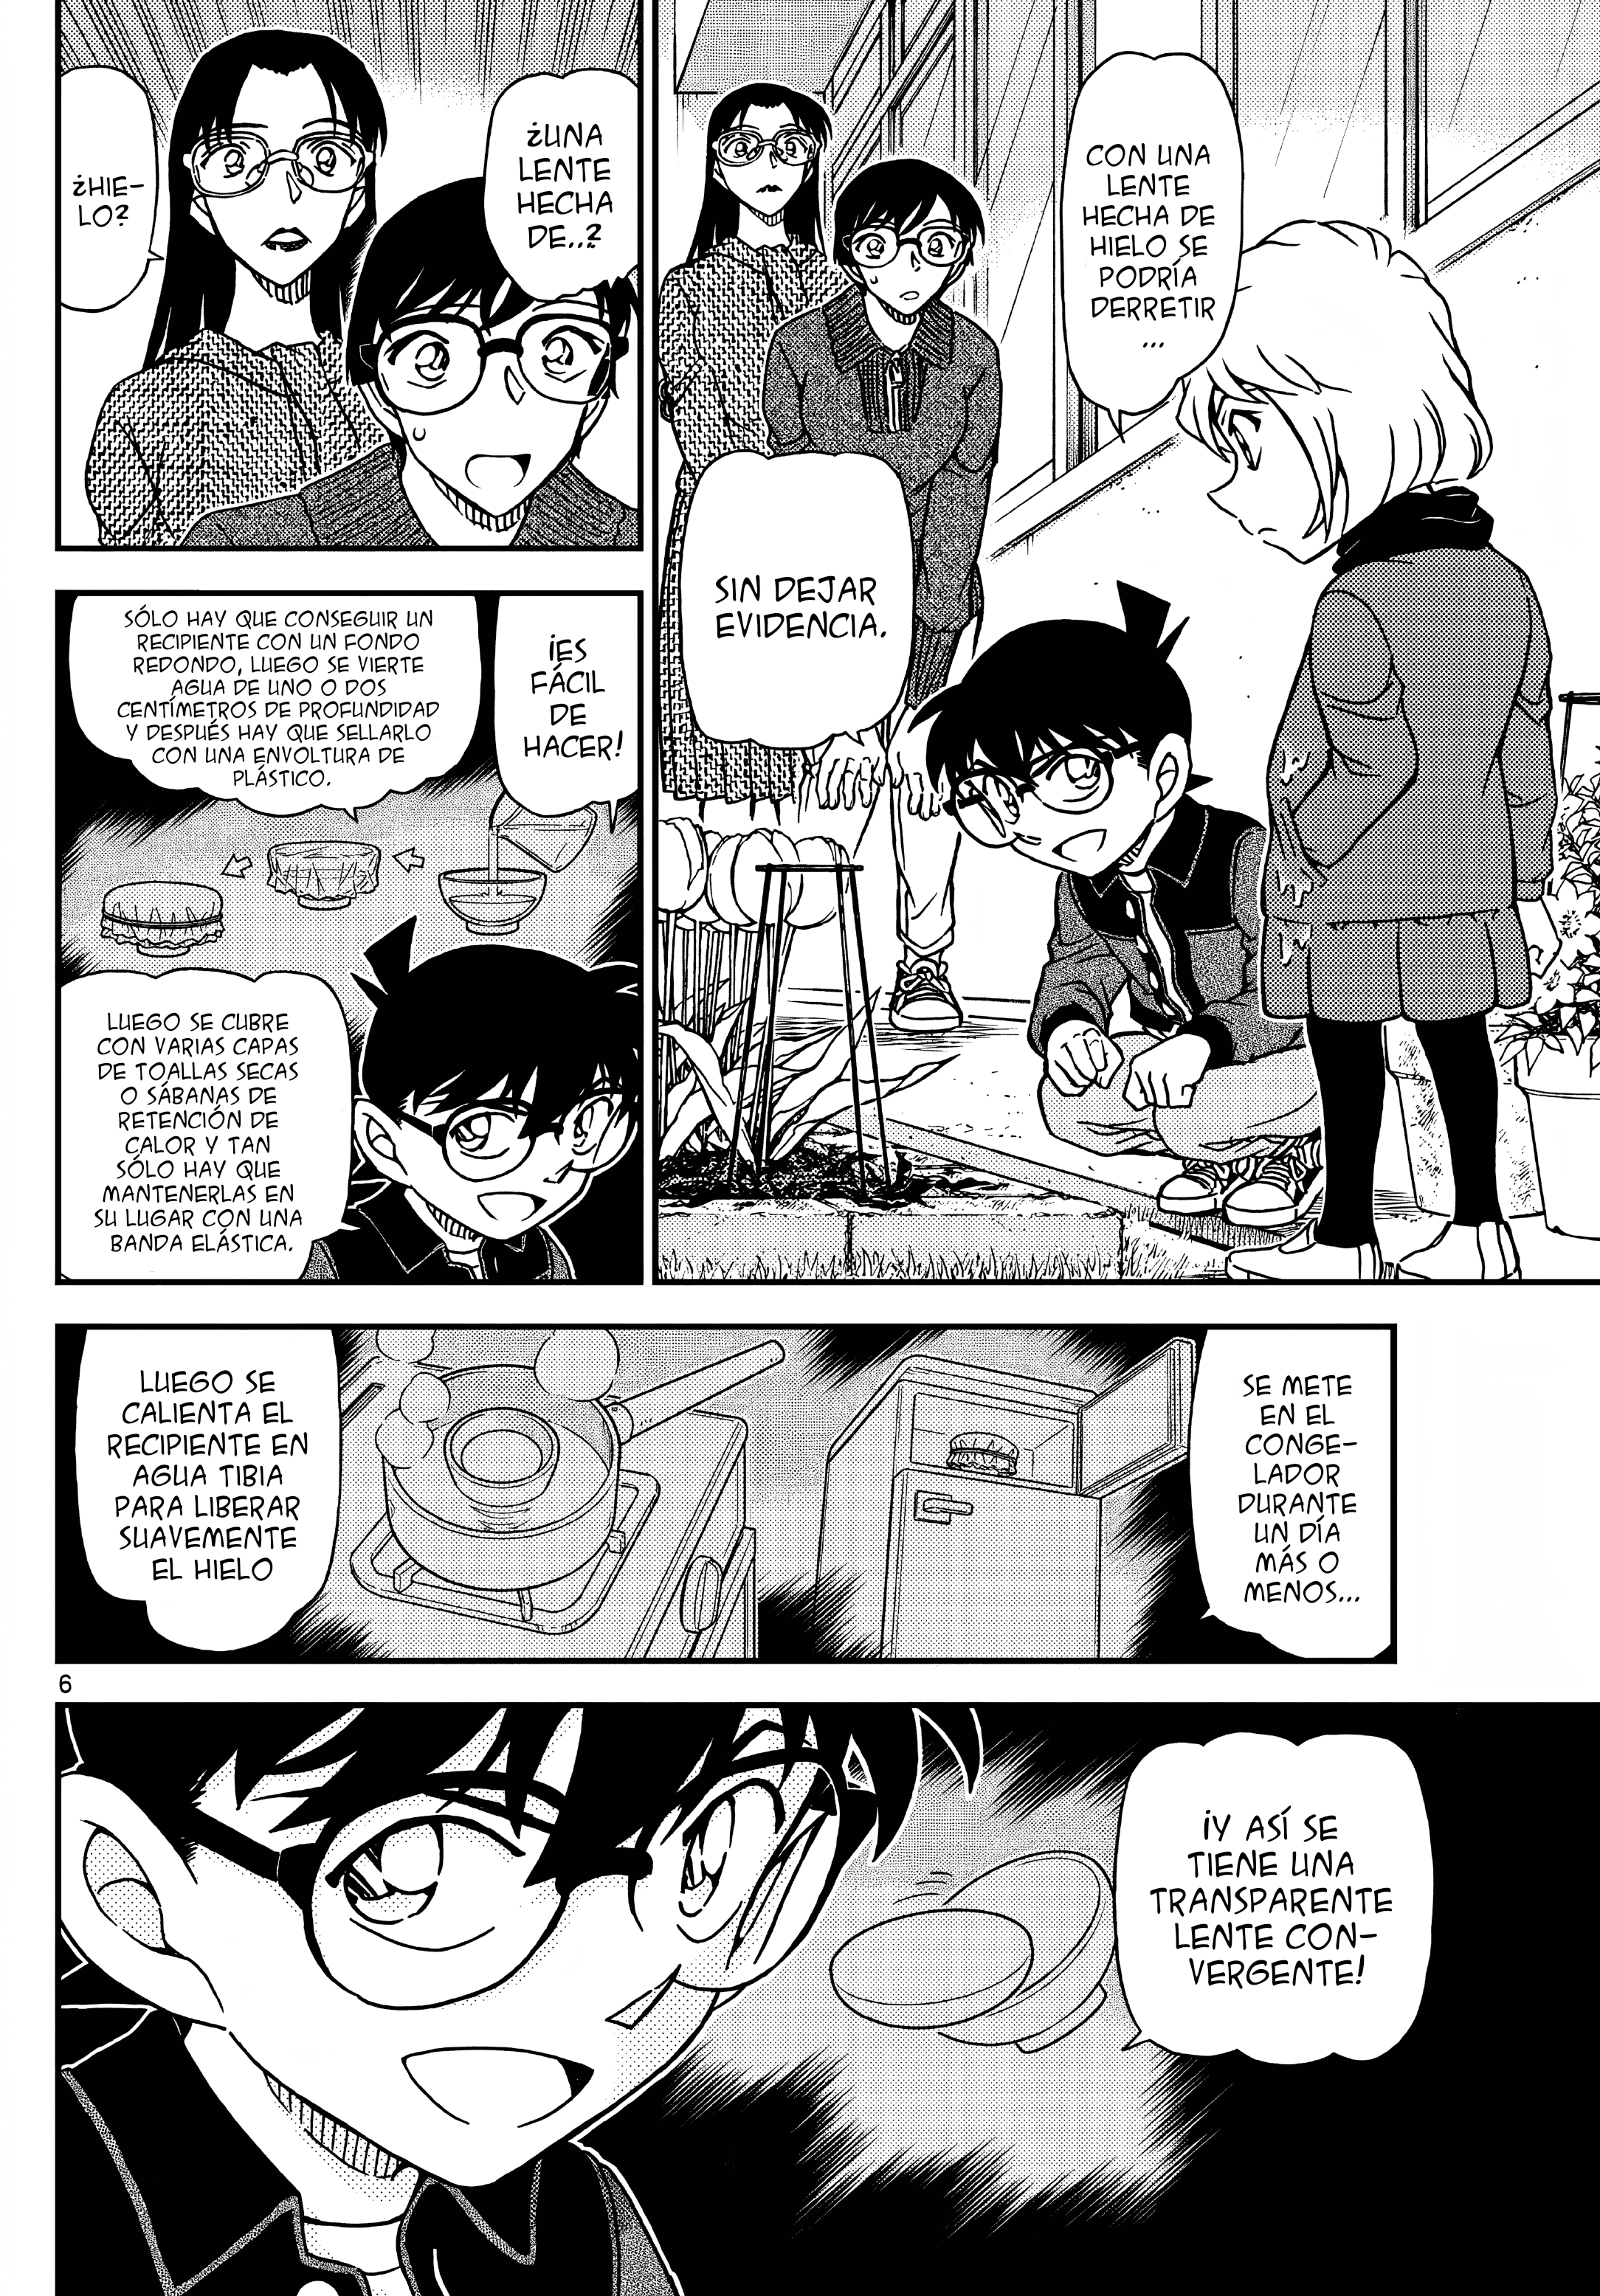 CON UNA
LENTE
HECHA DE
HIELO SE
PODRÍA
DERRETIR
...
SIN DEJAR
EVIDENCIA.
¿UNA
LENTE
HECHA
DE..?
¿HIE-
LO?
¡ES
FÁCIL
DE
HACER!
SÓLO HAY QUE CONSEGUIR UN
RECIPIENTE CON UN FONDO
REDONDO, LUEGO SE VIERTE
AGUA DE UNO O DOS
CENTÍMETROS DE PROFUNDIDAD
Y DESPUÉS HAY QUE SELLARLO
CON UNA ENVOLTURA DE
PLÁSTICO.
LUEGO SE CUBRE
CON VARIAS CAPAS
DE TOALLAS SECAS
O SÁBANAS DE
RETENCIÓN DE
CALOR Y TAN
SÓLO HAY QUE
MANTENERLAS EN
SU LUGAR CON UNA
BANDA ELÁSTICA.
SE METE
EN EL
CONGE-
LADOR
DURANTE
UN DÍA
MÁS O
MENOS...
LUEGO SE
CALIENTA EL
RECIPIENTE EN
AGUA TIBIA
PARA LIBERAR
SUAVEMENTE
EL HIELO
6
¡Y ASÍ SE
TIENE UNA
TRANSPARENTE
LENTE CON-
VERGENTE!